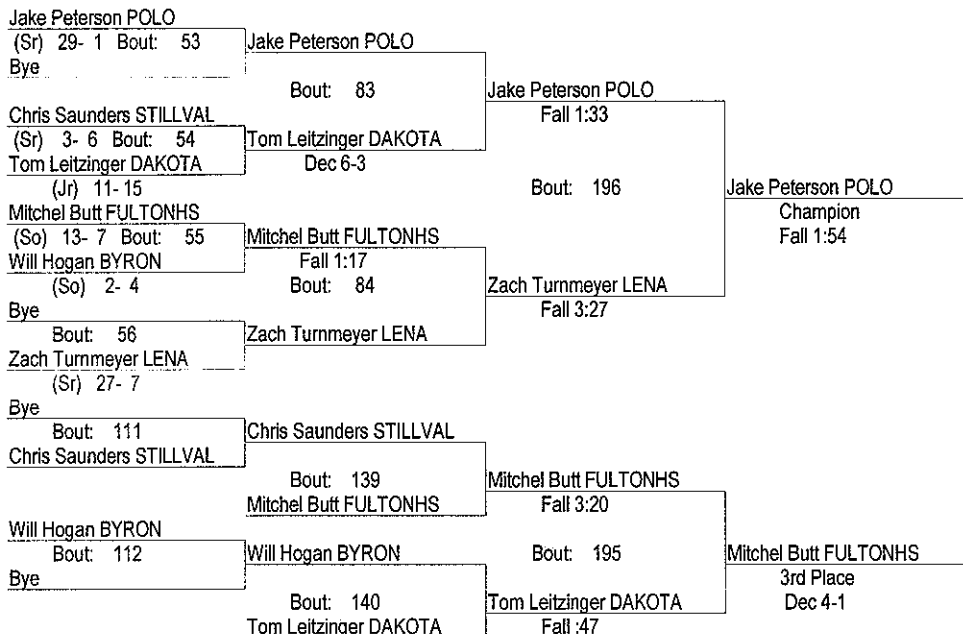 Jake Peterson POLO
(Sr) 29- 1 Bout: 53
Bye
Jake Peterson POLO
Bout: 83
Chris Saunders STILLVAL
(Sr) 3- 6 Bout: 54
Tom Leitzinger DAKOTA
(Jr) 11- 15
Tom Leitzinger DAKOTA
Dec 6-3
Jake Peterson POLO
Fall 1:33
Bout: 196
Mitchel Butt FULTONHS
(So) 13- 7 Bout: 55
Will Hogan BYRON
(So) 2- 4
Mitchel Butt FULTONHS
Fall 1:17
Bout: 84
Bye
Bout: 56
Zach Turnmeyer LENA
(Sr) 27- 7
Zach Turnmeyer LENA
Zach Turnmeyer LENA
Fall 3:27
Jake Peterson POLO
Champion
Fall 1:54
Bye
Bout: 111
Chris Saunders STILLVAL
Chris Saunders STILLVAL
Bout: 139
Mitchel Butt FULTONHS
Mitchel Butt FULTONHS
Fall 3:20
Bout: 195
Will Hogan BYRON
Bout: 112
Bye
Will Hogan BYRON
Bout: 140
Tom Leitzinger DAKOTA
Tom Leitzinger DAKOTA
Fall :47
Mitchel Butt FULTONHS
3rd Place
Dec 4-1